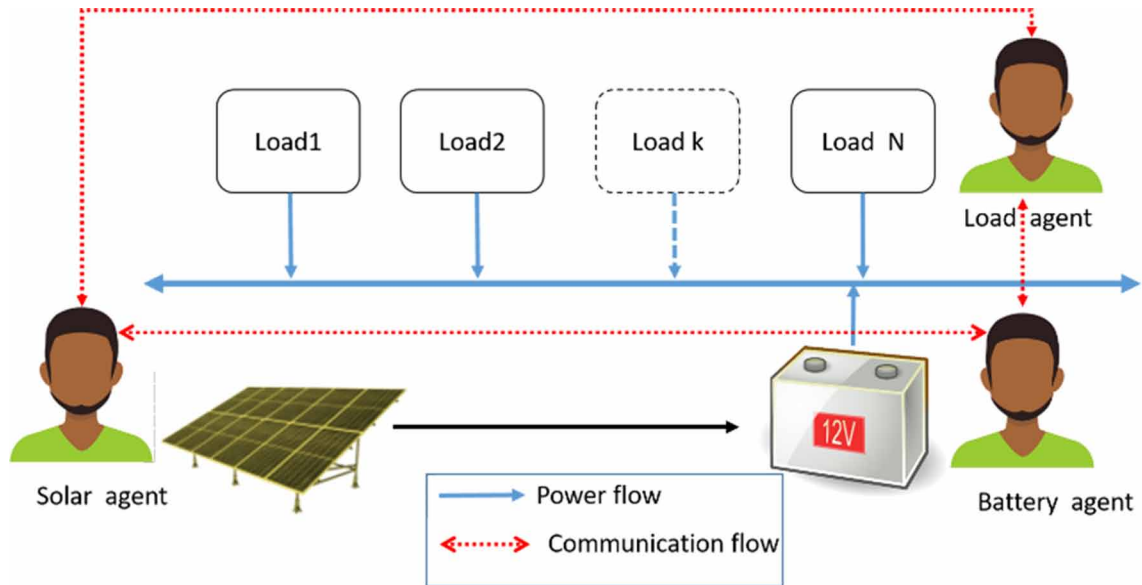 Load1
Load2
Load k
Load N
Load agent
12V
Solar agent
Battery agent
Power flow
Communication flow